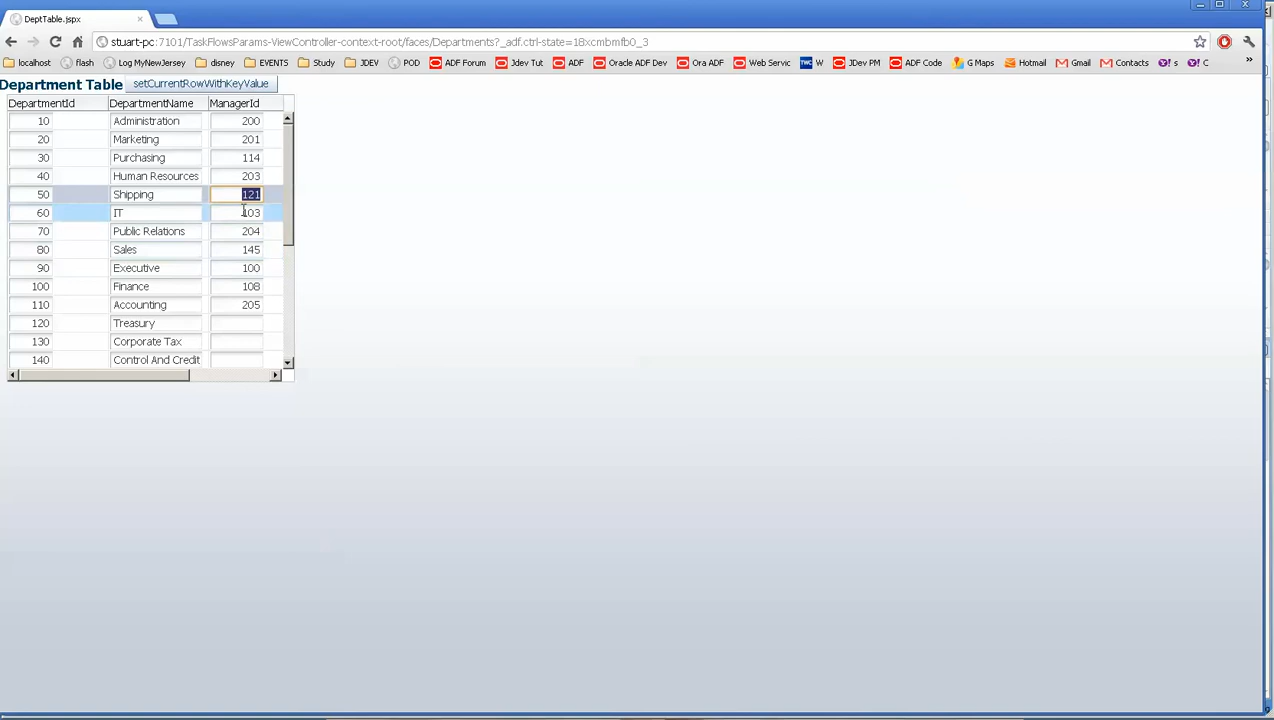 DeptTable.jspx ×
stuart-pc:7101/TaskFlowsParams-ViewController-context-root/faces/Departments?_adf.ctrl-state=18xcmbmfb0_3
localhost flash Log MyNewJersey disney EVENTS Study JDEV POD ADF Forum Jdev Tut ADF Oracle ADF Dev Ora ADF Web Servic TWC W JDev PM ADF Code G Maps Hotmail Gmail Contacts Y! s Y! C »
Department Table setCurrentRowWithKeyValue
DepartmentId DepartmentName ManagerId
10 Administration 200
20 Marketing 201
30 Purchasing 114
40 Human Resources 203
50 Shipping 121
60 IT 103
70 Public Relations 204
80 Sales 145
90 Executive 100
100 Finance 108
110 Accounting 205
120 Treasury
130 Corporate Tax
140 Control And Credit